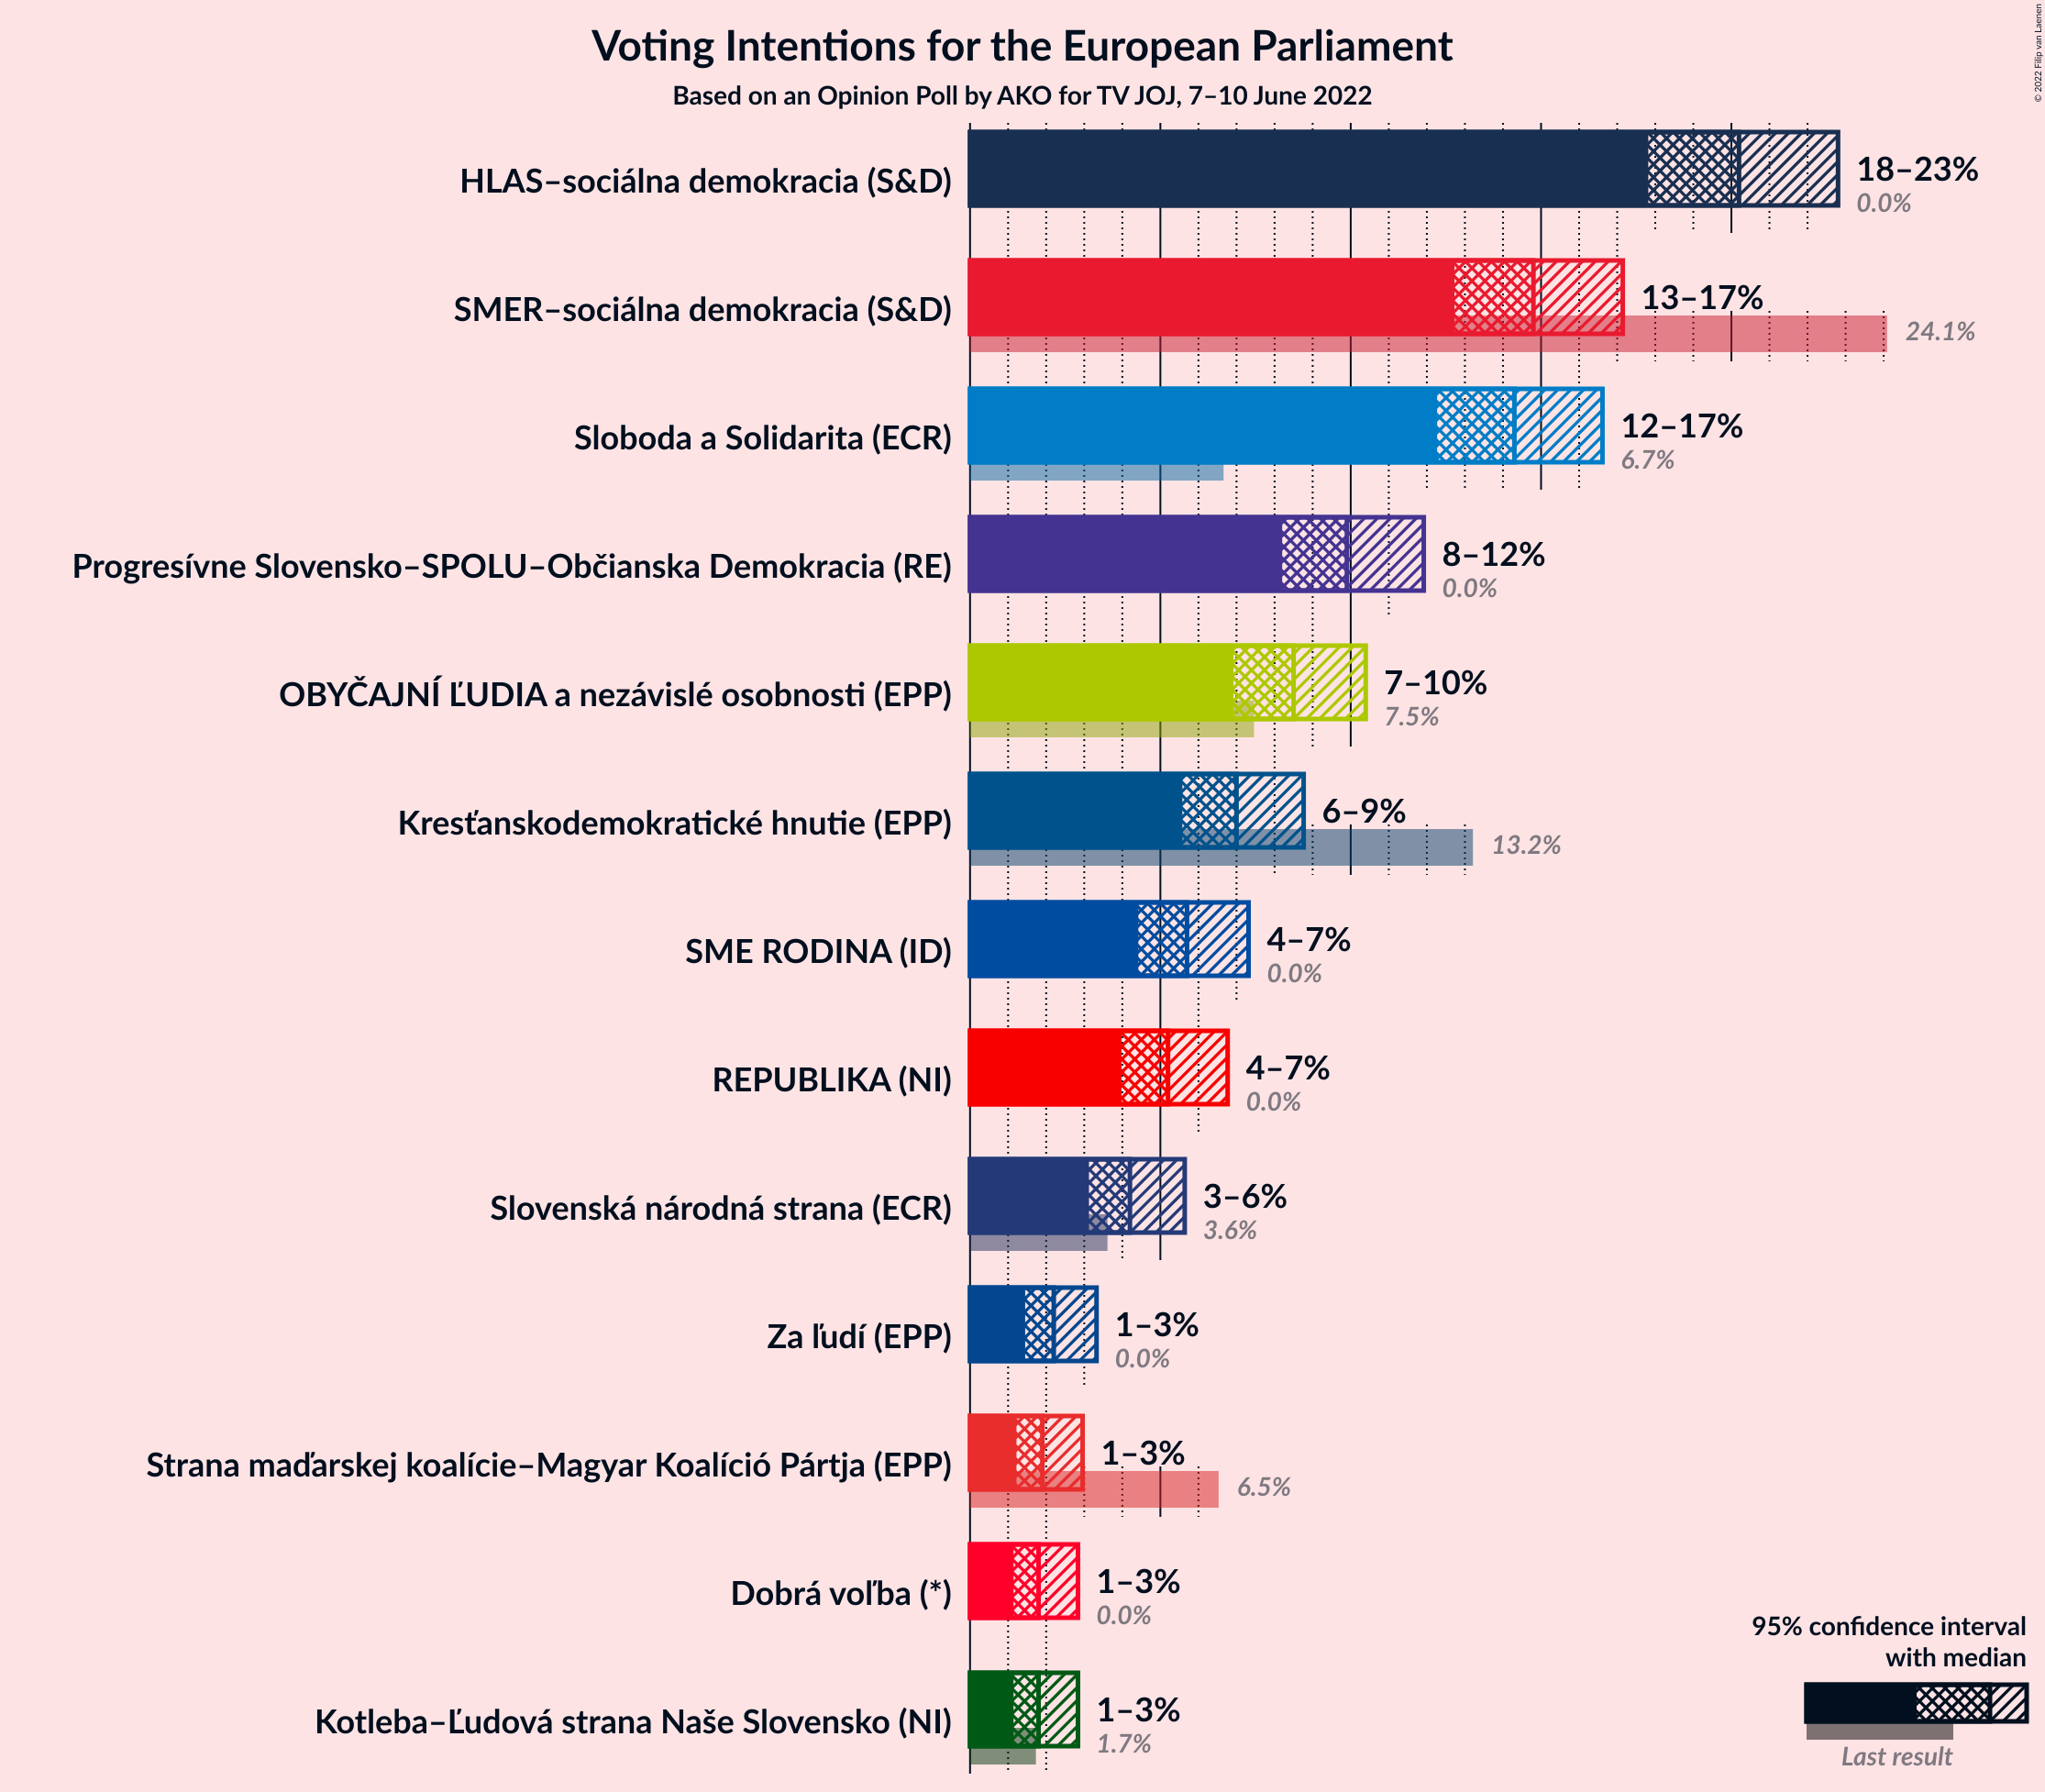 Voting Intentions for the European Parliament
Based on an Opinion Poll by AKO for TV JOJ, 7–10 June 2022
© 2022 Filip van Laenen
HLAS–sociálna demokracia (S&D)
18–23%
0.0%
SMER–sociálna demokracia (S&D)
13–17%
24.1%
Sloboda a Solidarita (ECR)
12–17%
6.7%
Progresívne Slovensko–SPOLU–Občianska Demokracia (RE)
8–12%
0.0%
OBYČAJNÍ ĽUDIA a nezávislé osobnosti (EPP)
7–10%
7.5%
Kresťanskodemokratické hnutie (EPP)
6–9%
13.2%
SME RODINA (ID)
4–7%
0.0%
REPUBLIKA (NI)
4–7%
0.0%
Slovenská národná strana (ECR)
3–6%
3.6%
Za ľudí (EPP)
1–3%
0.0%
Strana maďarskej koalície–Magyar Koalíció Pártja (EPP)
1–3%
6.5%
Dobrá voľba (*)
1–3%
0.0%
Kotleba–Ľudová strana Naše Slovensko (NI)
1–3%
1.7%
95% confidence interval
with median
Last result